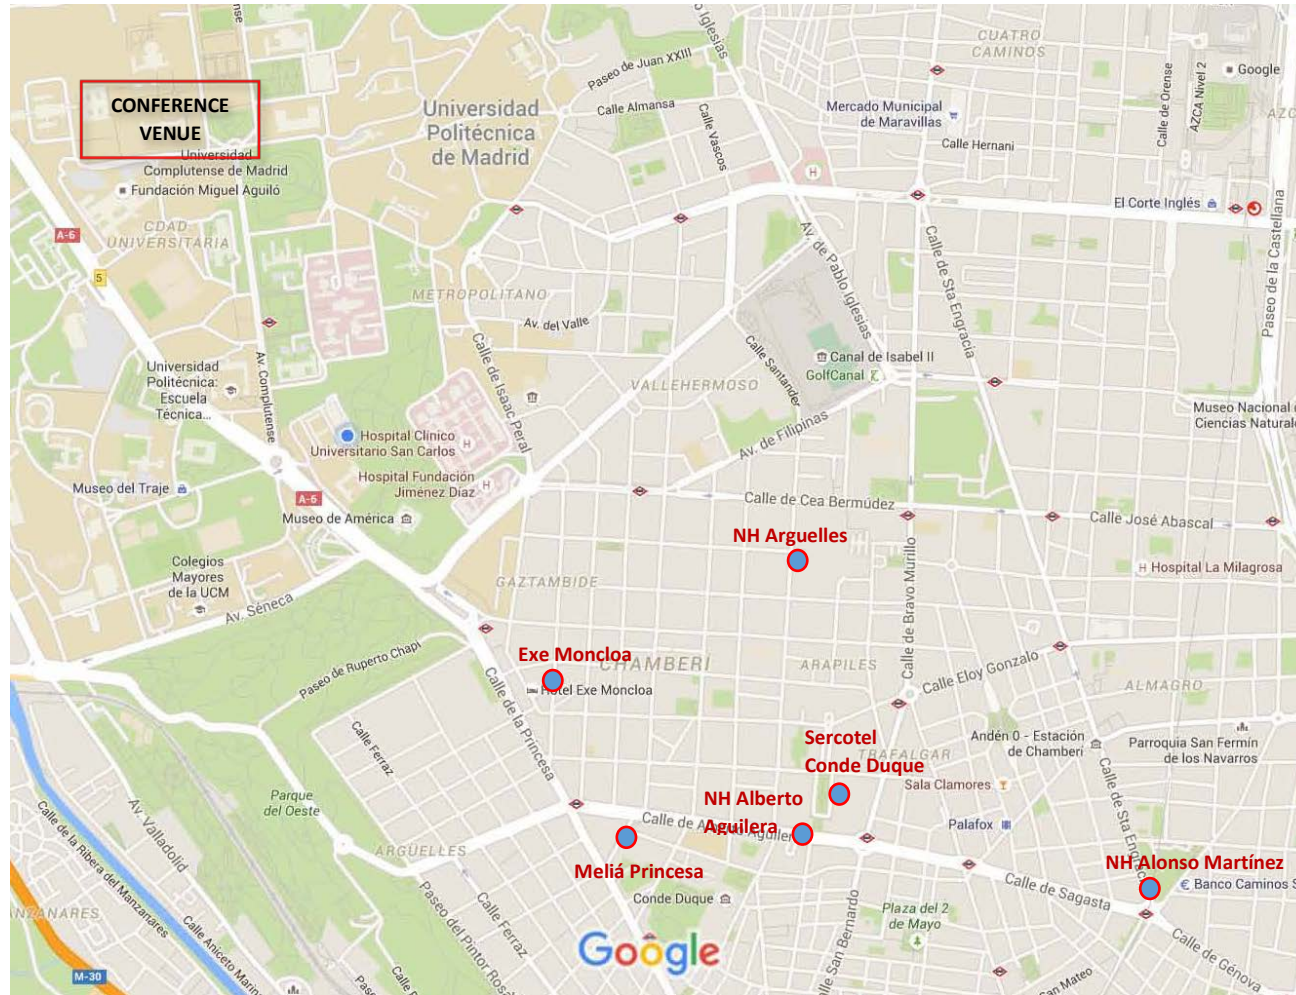 Pablo Iglesias
Paseo de Juan XXIII
CUATRO
CAMINOS
Calle de Orense
AZCA Nivel 2
Google
CONFERENCE
VENUE
Universidad
Politécnica
de Madrid
Calle Almansa
Calle Vascos
Mercado Municipal
de Maravillas
Calle Hernani
Universidad
Complutense de Madrid
Fundación Miguel Aguiló
H
CDAD
UNIVERSITARIA
A-6
5
El Corte Inglés
Paseo de la Castellana
Av. de Pablo Iglesias
Calle de Sta Engracia
METROPOLITANO
Av. del Valle
Calle de Isaac Peral
Av. Complutense
Calle Santander
Canal de Isabel II
GolfCanal
VALLEHERMOSO
Universidad
Politécnica:
Escuela
Técnica...
Museo Nacional
Ciencias Natural
Hospital Clínico
Universitario San Carlos
H
Av. de Filipinas
Hospital Fundación
Jiménez Díaz
H
Museo del Traje
A-6
Museo de América
Calle de Cea Bermúdez
Calle José Abascal
NH Arguelles
Colegios
Mayores
de la UCM
GAZTAMBIDE
H Hospital La Milagrosa
Av. Séneca
Calle de Bravo Murillo
Paseo de Ruperto Chapi
Exe Moncloa
CHAMBERI
ARAPILES
Calle Eloy Gonzalo
ALMAGRO
Hotel Exe Moncloa
Calle de la Princesa
Calle Ferraz
Sercotel
Conde Duque
TRAFALGAR
Andén 0 - Estación
de Chamberí
Parroquia San Fermín
de los Navarros
Sala Clamores
Parque
del Oeste
Av. Valladolid
NH Alberto
Aguilera
Calle de A Aguiler
Palafox
Calle de Sta Engrac
ARGÜELLES
Meliá Princesa
NH Alonso Martínez
Calle de la Ribera del Manzanares
Conde Duque
Calle de Sagasta
€ Banco Caminos S
Calle Ferraz
Paseo del Pintor Ros
Plaza del 2
de Mayo
NZANARES
Calle Aniceto Marin
Calle de Génova
lle San Bernardo
Google
M-30
San Mateo